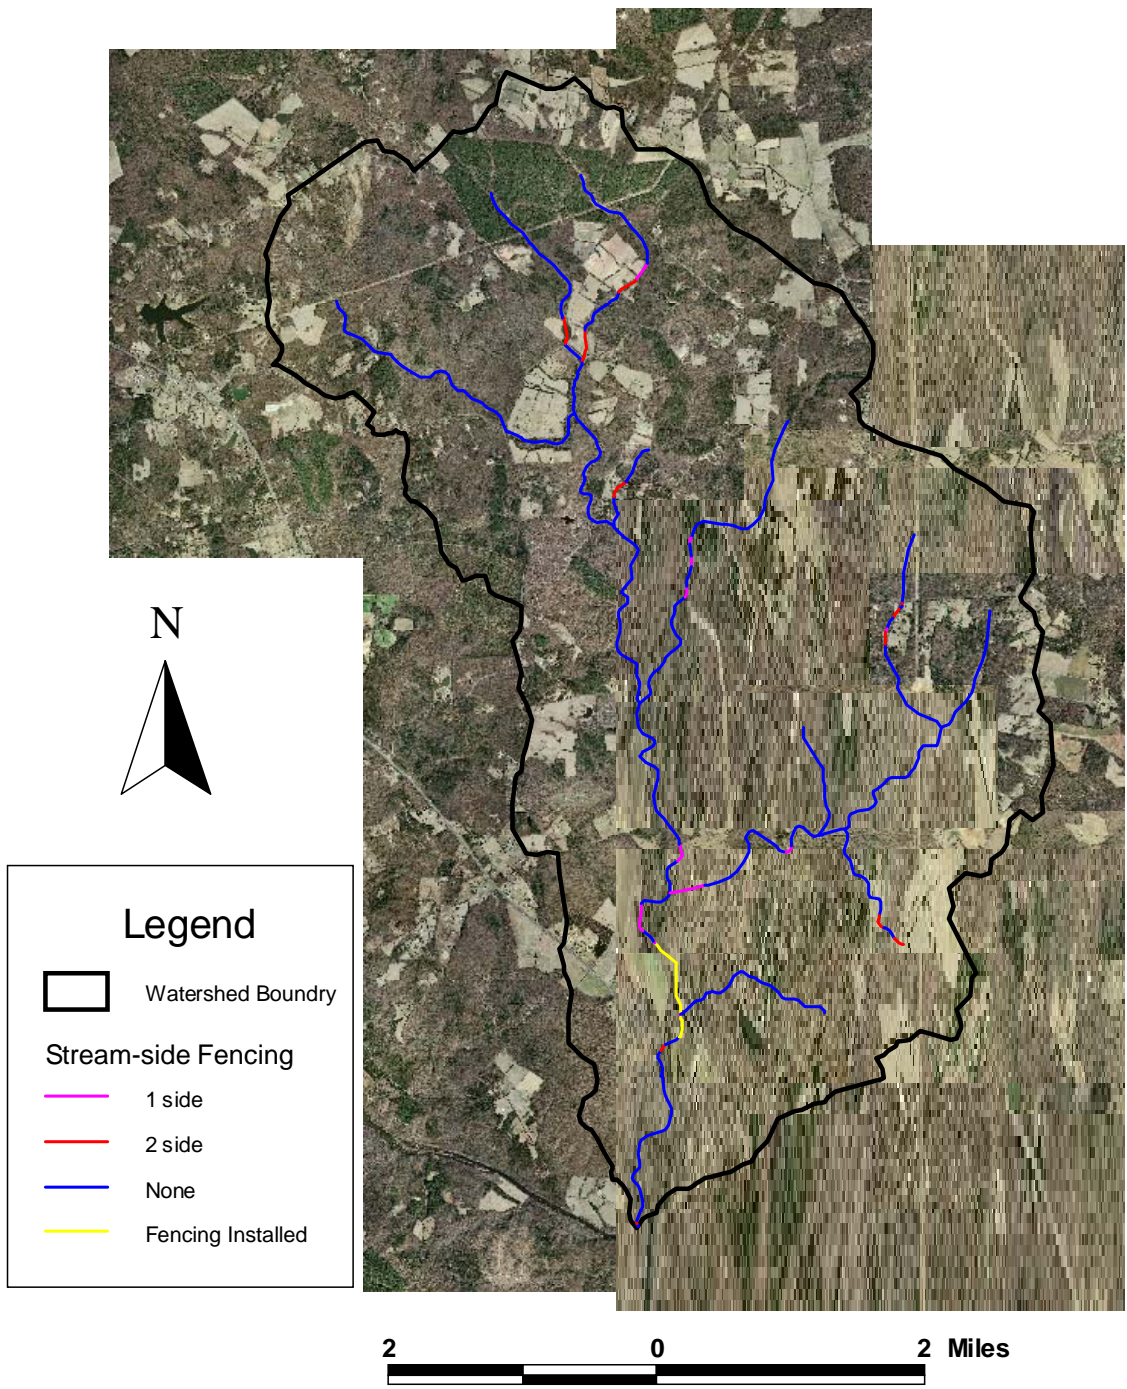 N
Legend
Watershed Boundry
Stream-side Fencing
1 side
2 side
None
Fencing Installed
2 0 2 Miles